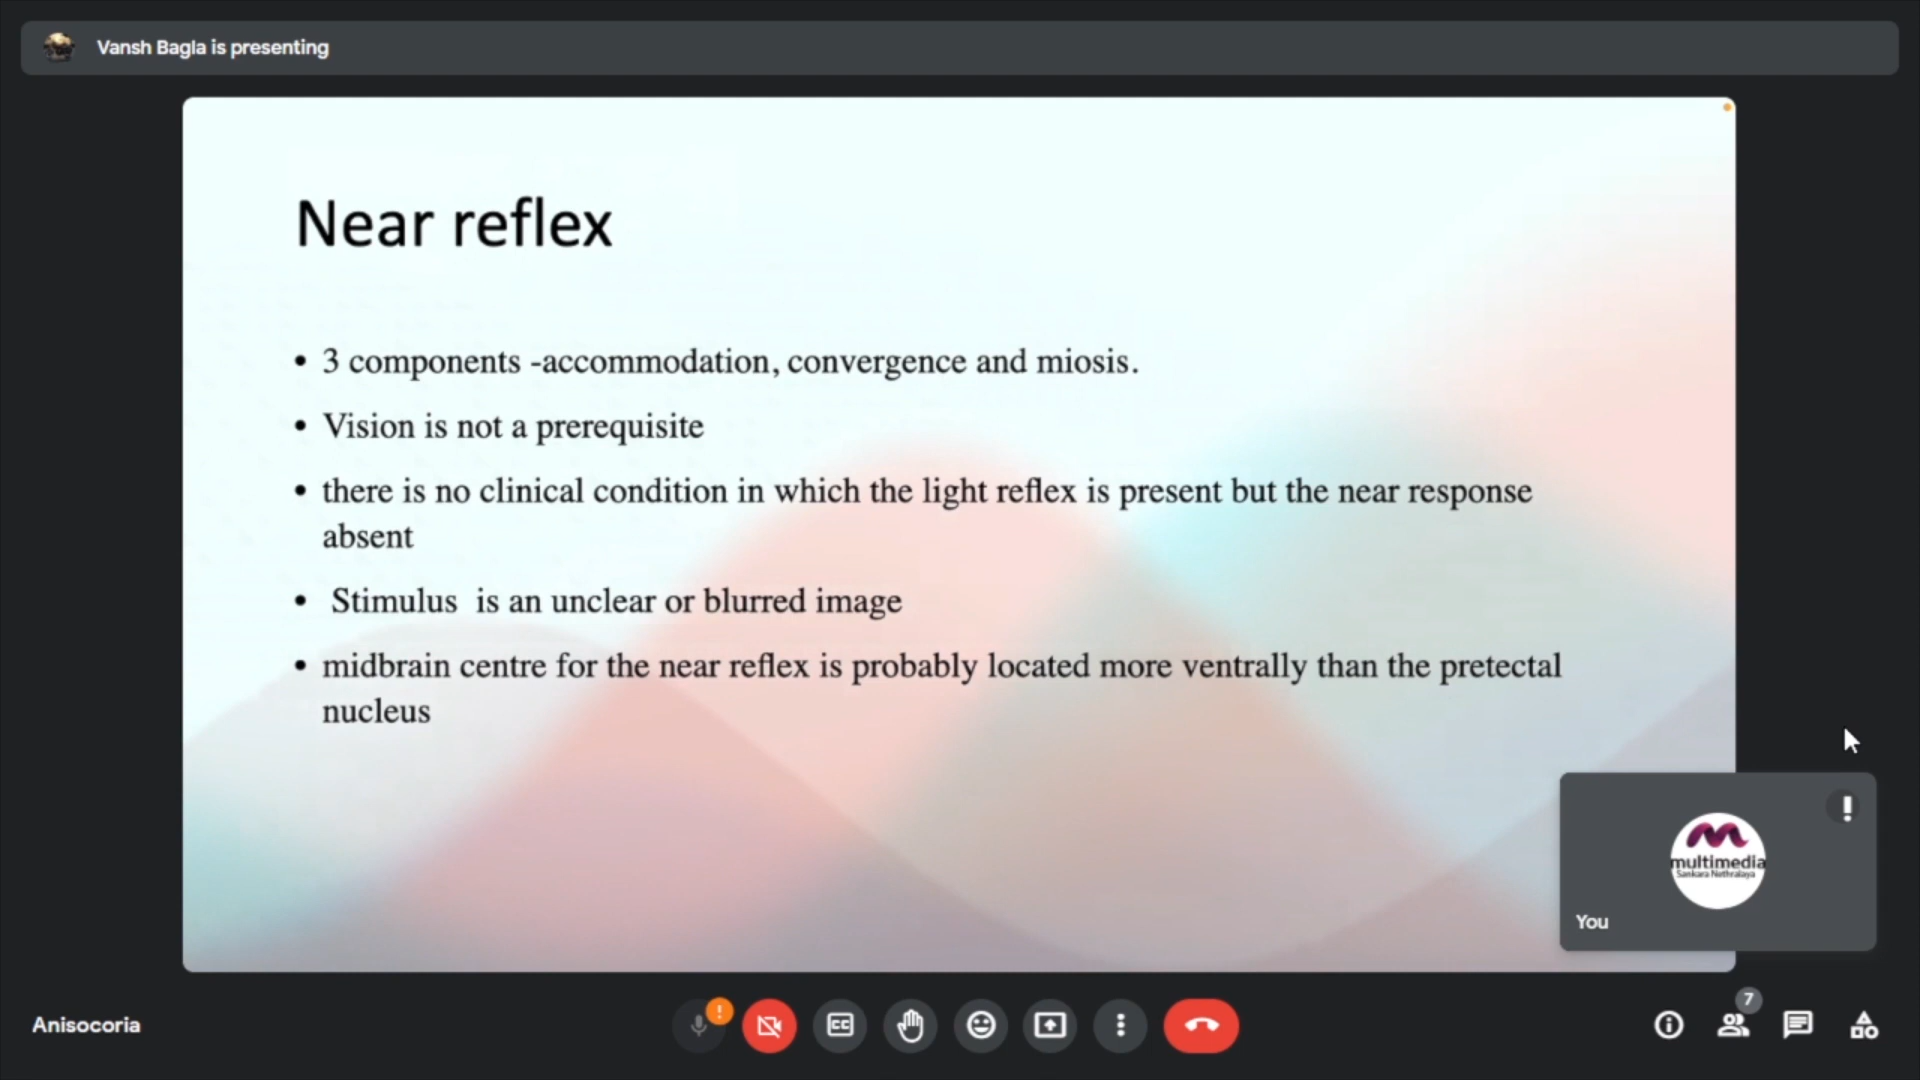 Vansh Bagla is presenting
Near reflex
• 3 components -accommodation, convergence and miosis.
• Vision is not a prerequisite
• there is no clinical condition in which the light reflex is present but the near response
absent
• Stimulus is an unclear or blurred image
• midbrain centre for the near reflex is probably located more ventrally than the pretectal
nucleus
multimedia
Sankara Nethralaya
You
Anisocoria
CC
7